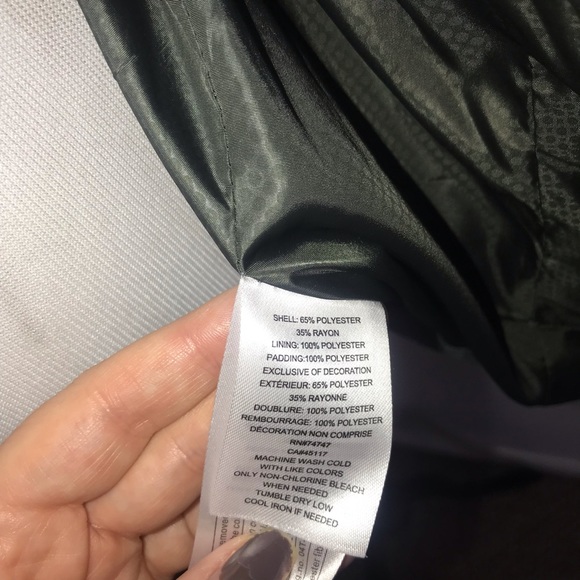 SHELL: 65% POLYESTER
35% RAYON
LINING: 100% POLYESTER
PADDING:100% POLYESTER
EXCLUSIVE OF DECORATION
EXTÉRIEUR: 65% POLYESTER
35% RAYONNE
DOUBLURE: 100% POLYESTER
REMBOURRAGE: 100% POLYESTER
DÉCORATION NON COMPRISE
RN#74747
CA#45117
MACHINE WASH COLD
WITH LIKE COLORS
ONLY NON-CHLORINE BLEACH
WHEN NEEDED
TUMBLE DRY LOW
COOL IRON IF NEEDED